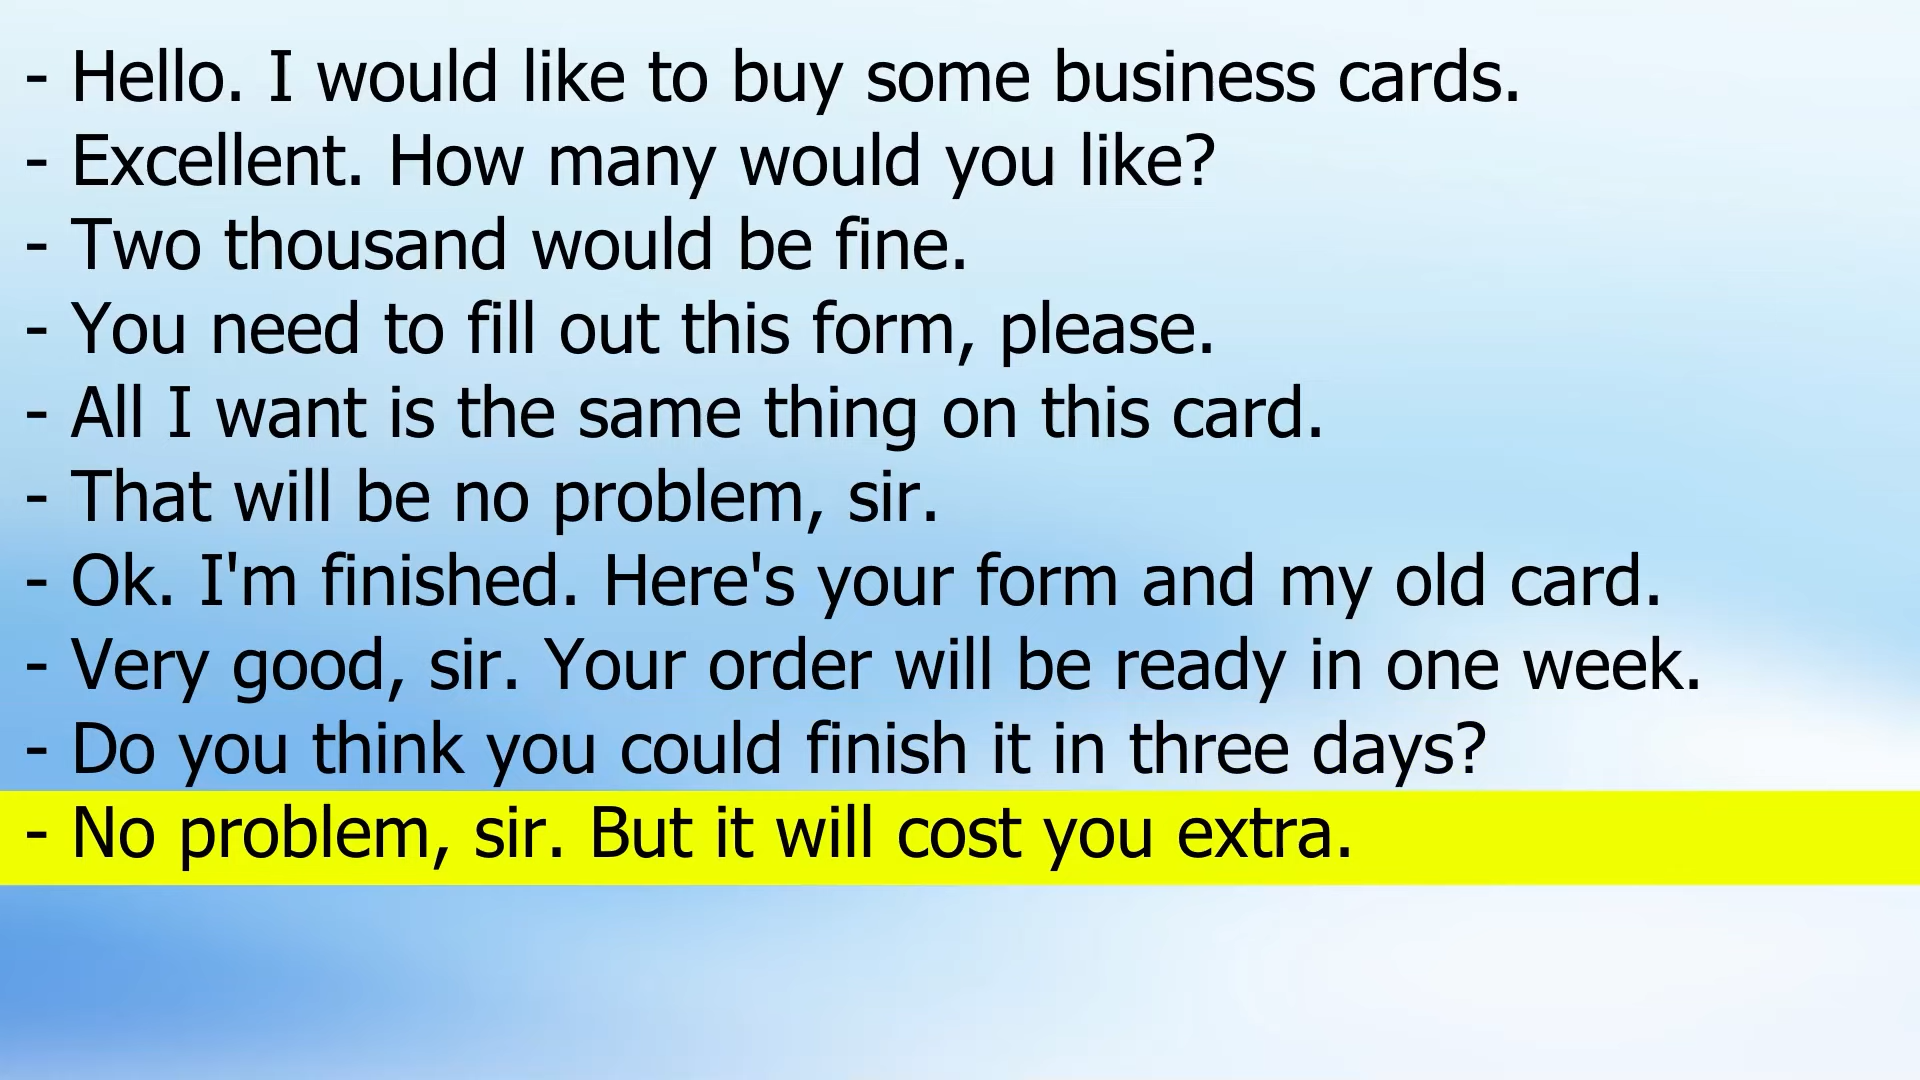 - Hello. I would like to buy some business cards.
- Excellent. How many would you like?
- Two thousand would be fine.
- You need to fill out this form, please.
- All I want is the same thing on this card.
- That will be no problem, sir.
- Ok. I'm finished. Here's your form and my old card.
- Very good, sir. Your order will be ready in one week.
- Do you think you could finish it in three days?
- No problem, sir. But it will cost you extra.